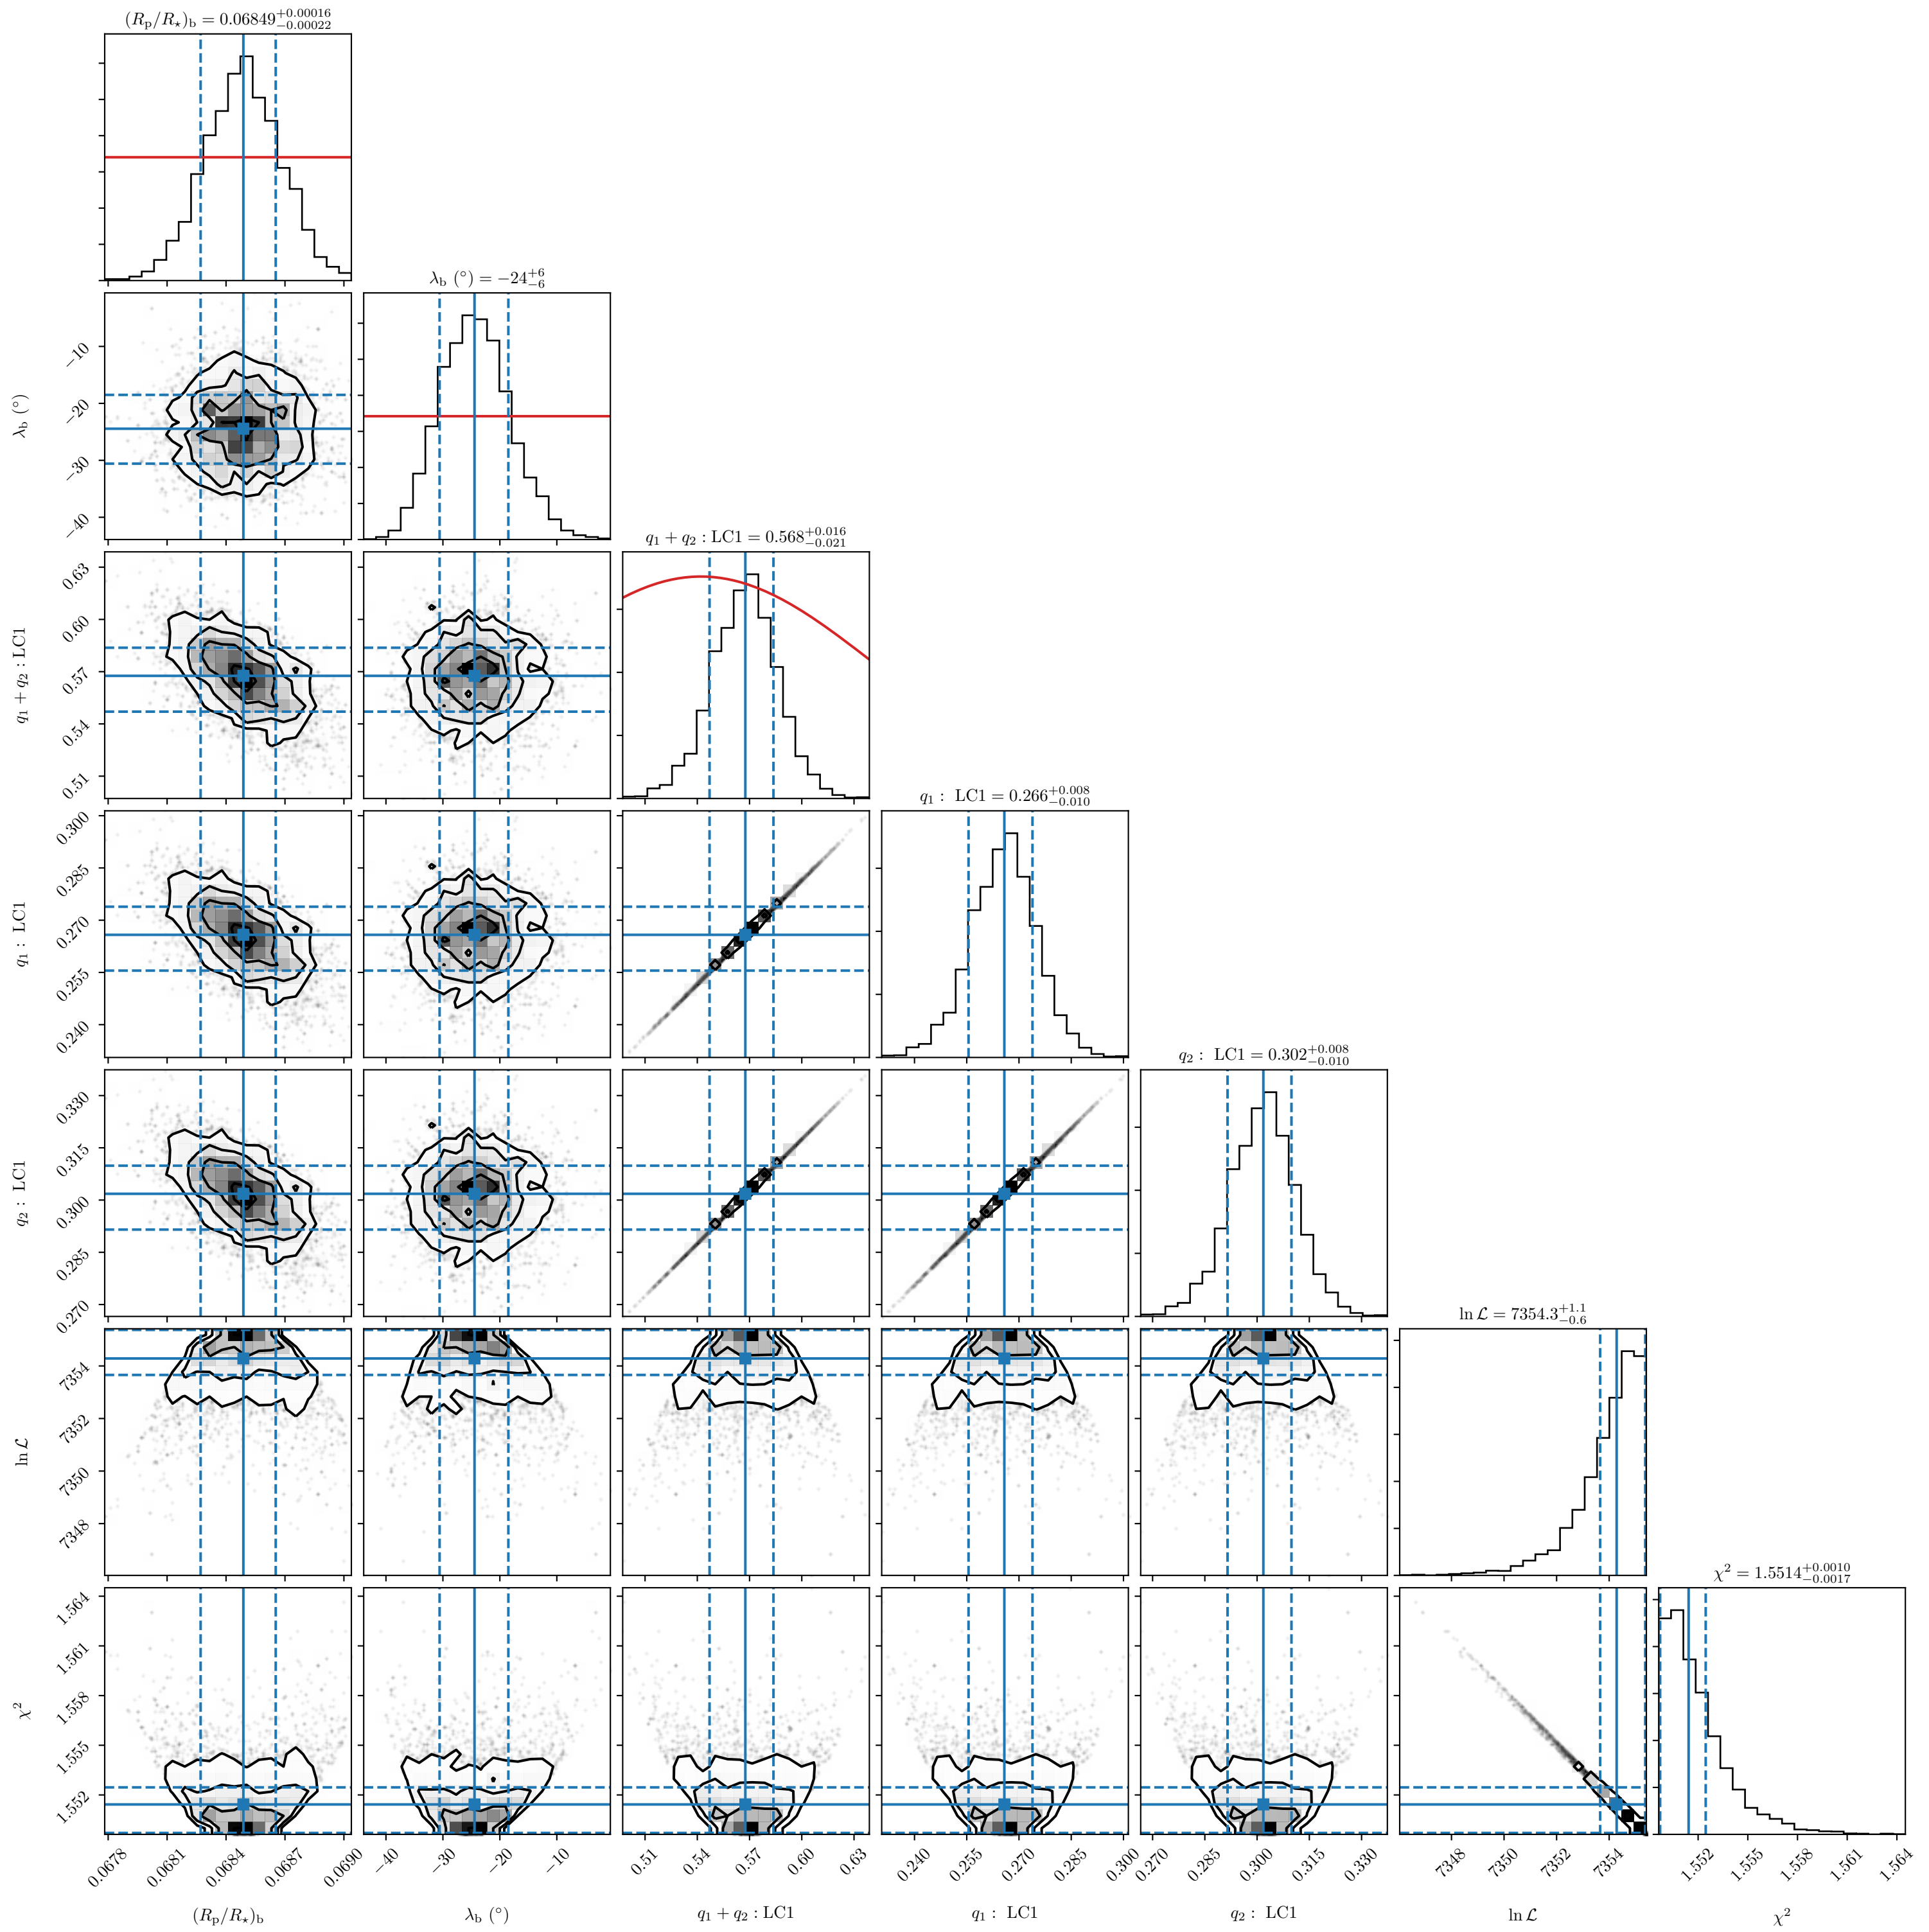 (R_p/R_⋆)_b = 0.06849^{+0.00016}_{−0.00022}
λ_b (°) = −24^{+6}_{−6}
−10
−20
−30
−40
λ_b (°)
q_1 + q_2 : LC1 = 0.568^{+0.016}_{−0.021}
0.63
0.60
0.57
0.54
0.51
q_1 + q_2 : LC1
q_1 : LC1 = 0.266^{+0.008}_{−0.010}
0.300
0.285
0.270
0.255
0.240
q_1 : LC1
q_2 : LC1 = 0.302^{+0.008}_{−0.010}
0.330
0.315
0.300
0.285
0.270
q_2 : LC1
ln ℒ = 7354.3^{+1.1}_{−0.6}
7354
7352
7350
7348
ln ℒ
χ² = 1.5514^{+0.0010}_{−0.0017}
1.564
1.561
1.558
1.555
1.552
χ²
0.0678 0.0681 0.0684 0.0687 0.0690 −40 −30 −20 −10 0.51 0.54 0.57 0.60 0.63 0.240 0.255 0.270 0.285 0.300 0.270 0.285 0.300 0.315 0.330 7348 7350 7352 7354 1.552 1.555 1.558 1.561 1.564
(R_p/R_⋆)_b λ_b (°) q_1 + q_2 : LC1 q_1 : LC1 q_2 : LC1 ln ℒ χ²